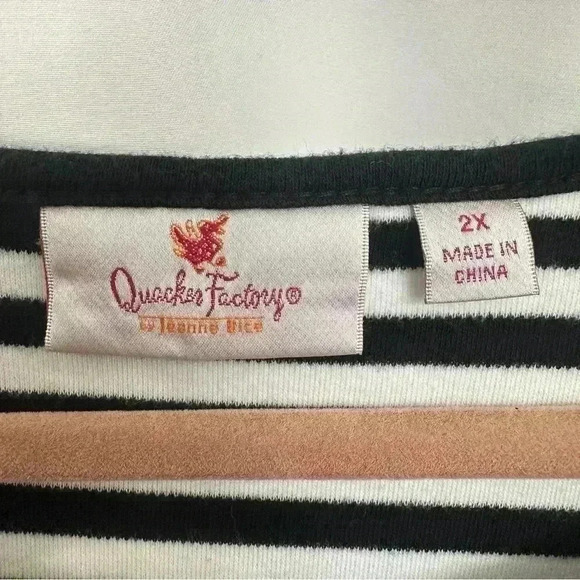 Quacker Factory®
by Jeanne Bice
2X
MADE IN
CHINA